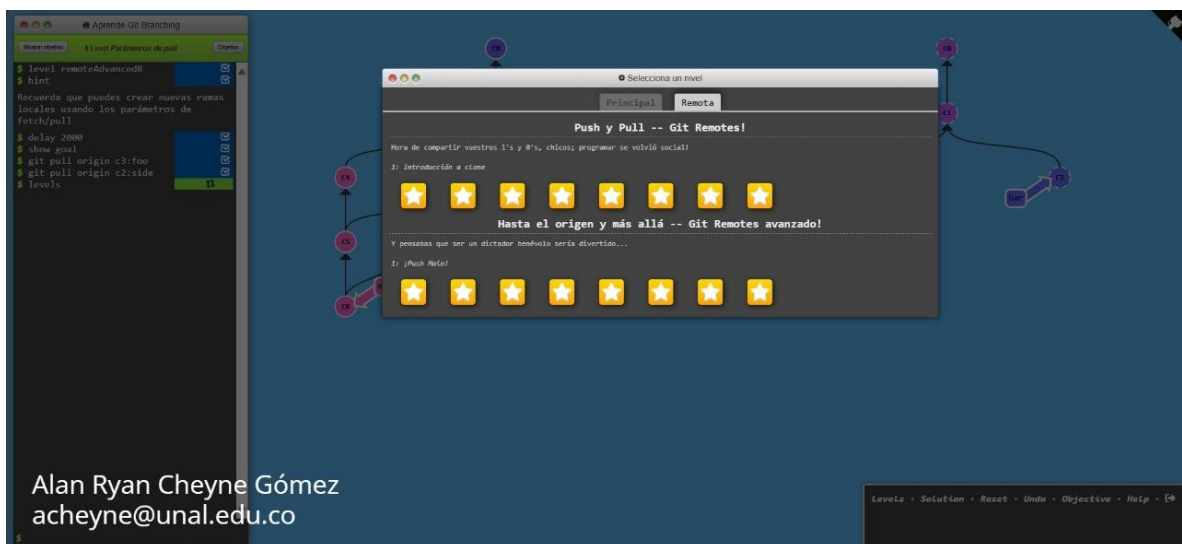 Aprende Git Branching
Mostrar objetivo
Level Parámetros de pull
Objetivo
$ level remoteAdvanced8
$ hint
Recuerda que puedes crear nuevas ramas
locales usando los parámetros de
fetch/pull
$ delay 2000
$ show goal
$ git pull origin c3:foo
$ git pull origin c2:side
$ levels
$
C4
C5
C6
Selecciona un nivel
Principal
Remota
Push y Pull -- Git Remotes!
Hora de compartir vuestros 1's y 0's, chicos; programar se volvió social!
1: Introducción a clone
Hasta el origen y más allá -- Git Remotes avanzado!
Y pensabas que ser un dictador benévolo sería divertido...
1: ¡Push Main!
C0
C0
C1
C3
bar
Alan Ryan Cheyne Gómez
acheyne@unal.edu.co
Levels · Solution · Reset · Undo · Objective · Help ·